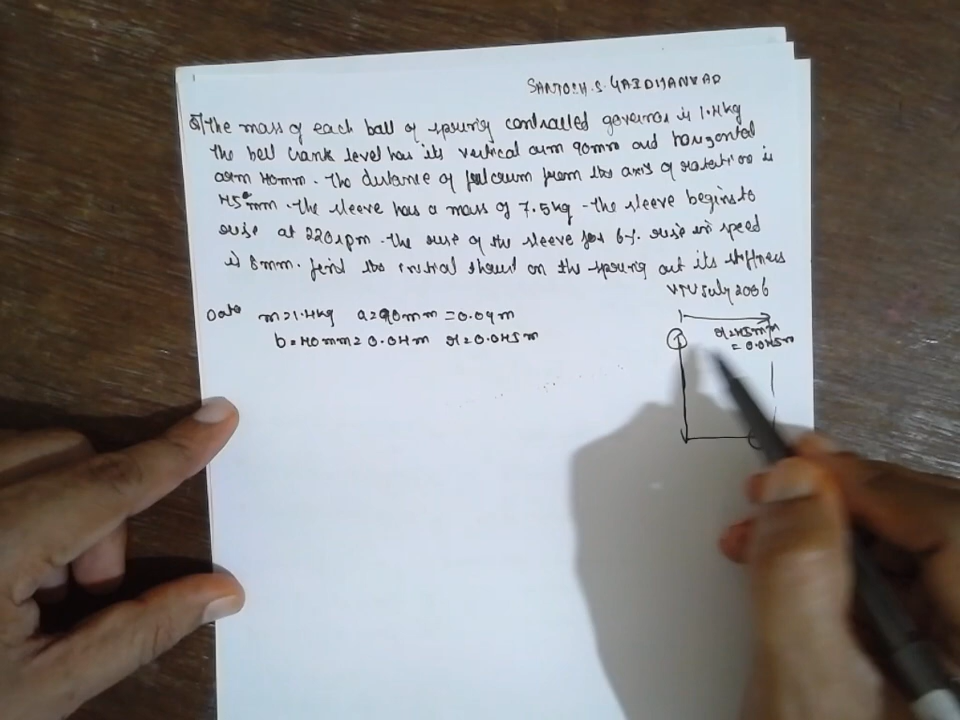 SANTOSH.S.GAIDHANKAD
Q] The mass of each ball of spring controlled governor is 1.4kg
The bell crank level has its vertical arm 90mm and horizontal
arm 40mm. The distance of fulcrum from the axis of rotation is
45mm. The sleeve has a mass of 7.5kg. The sleeve begins to
rise at 220rpm. The rise of the sleeve for 6%. rise in speed
is 8mm. find the initial thrust on the spring out its stiffness
VTU July 2006
Data m=1.4kg a=90mm =0.09m
b=40mm=0.04m r=0.045m
r=45mm
=0.045m